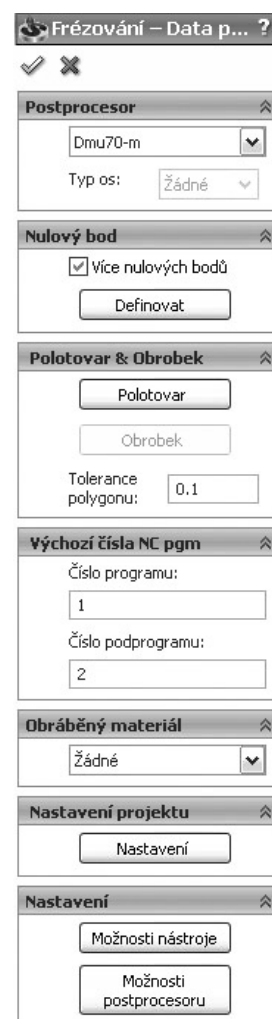 Frézování – Data p... ?
Postprocesor
Dmu70-m
Typ os:
Žádné
Nulový bod
Více nulových bodů
Definovat
Polotovar & Obrobek
Polotovar
Obrobek
Tolerance
polygonu:
0.1
Výchozí čísla NC pgm
Číslo programu:
1
Číslo podprogramu:
2
Obráběný materiál
Žádné
Nastavení projektu
Nastavení
Nastavení
Možnosti nástroje
Možnosti
postprocesoru